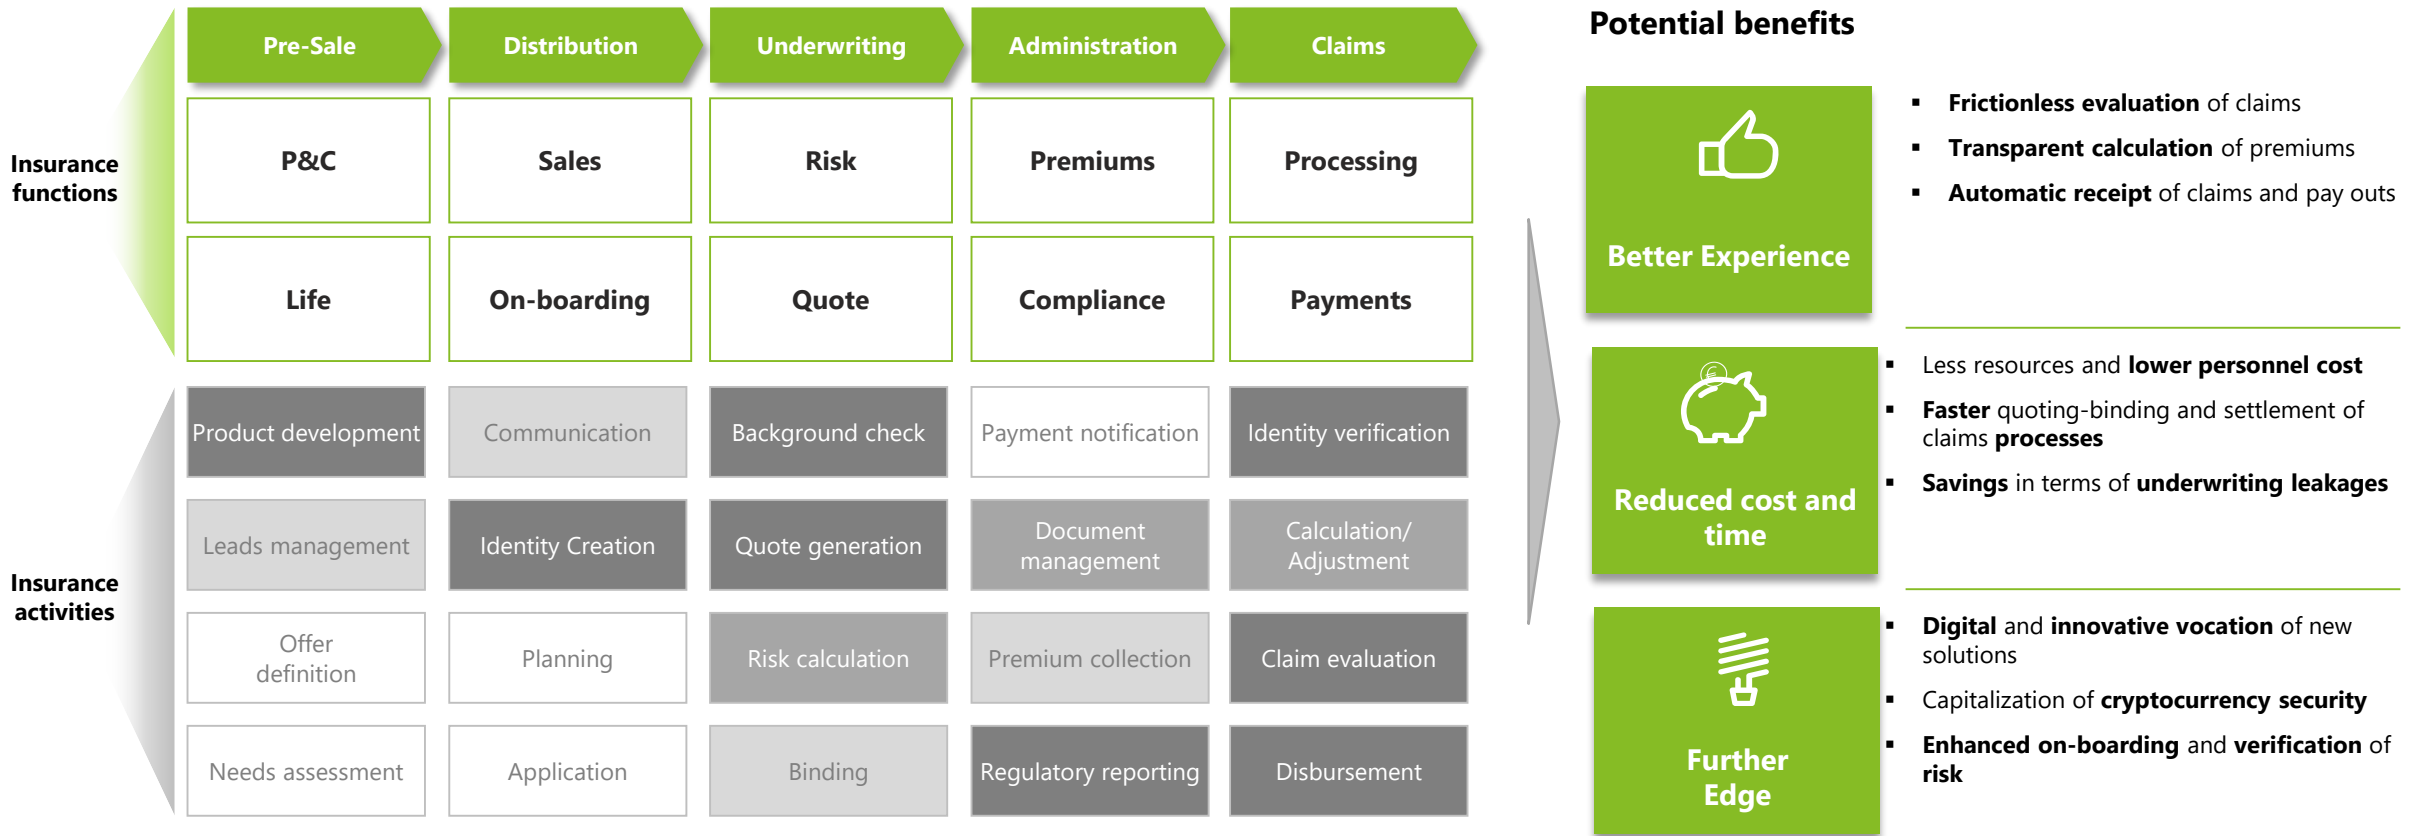 Pre-Sale
Distribution
Underwriting
Administration
Claims
Insurance
functions
P&C
Sales
Risk
Premiums
Processing
Life
On-boarding
Quote
Compliance
Payments
Insurance
activities
Product development
Communication
Background check
Payment notification
Identity verification
Leads management
Identity Creation
Quote generation
Document
management
Calculation/
Adjustment
Offer
definition
Planning
Risk calculation
Premium collection
Claim evaluation
Needs assessment
Application
Binding
Regulatory reporting
Disbursement
Potential benefits
Better Experience
▪ Frictionless evaluation of claims
▪ Transparent calculation of premiums
▪ Automatic receipt of claims and pay outs
€
Reduced cost and
time
▪ Less resources and lower personnel cost
▪ Faster quoting-binding and settlement of
claims processes
▪ Savings in terms of underwriting leakages
Further
Edge
▪ Digital and innovative vocation of new
solutions
▪ Capitalization of cryptocurrency security
▪ Enhanced on-boarding and verification of
risk